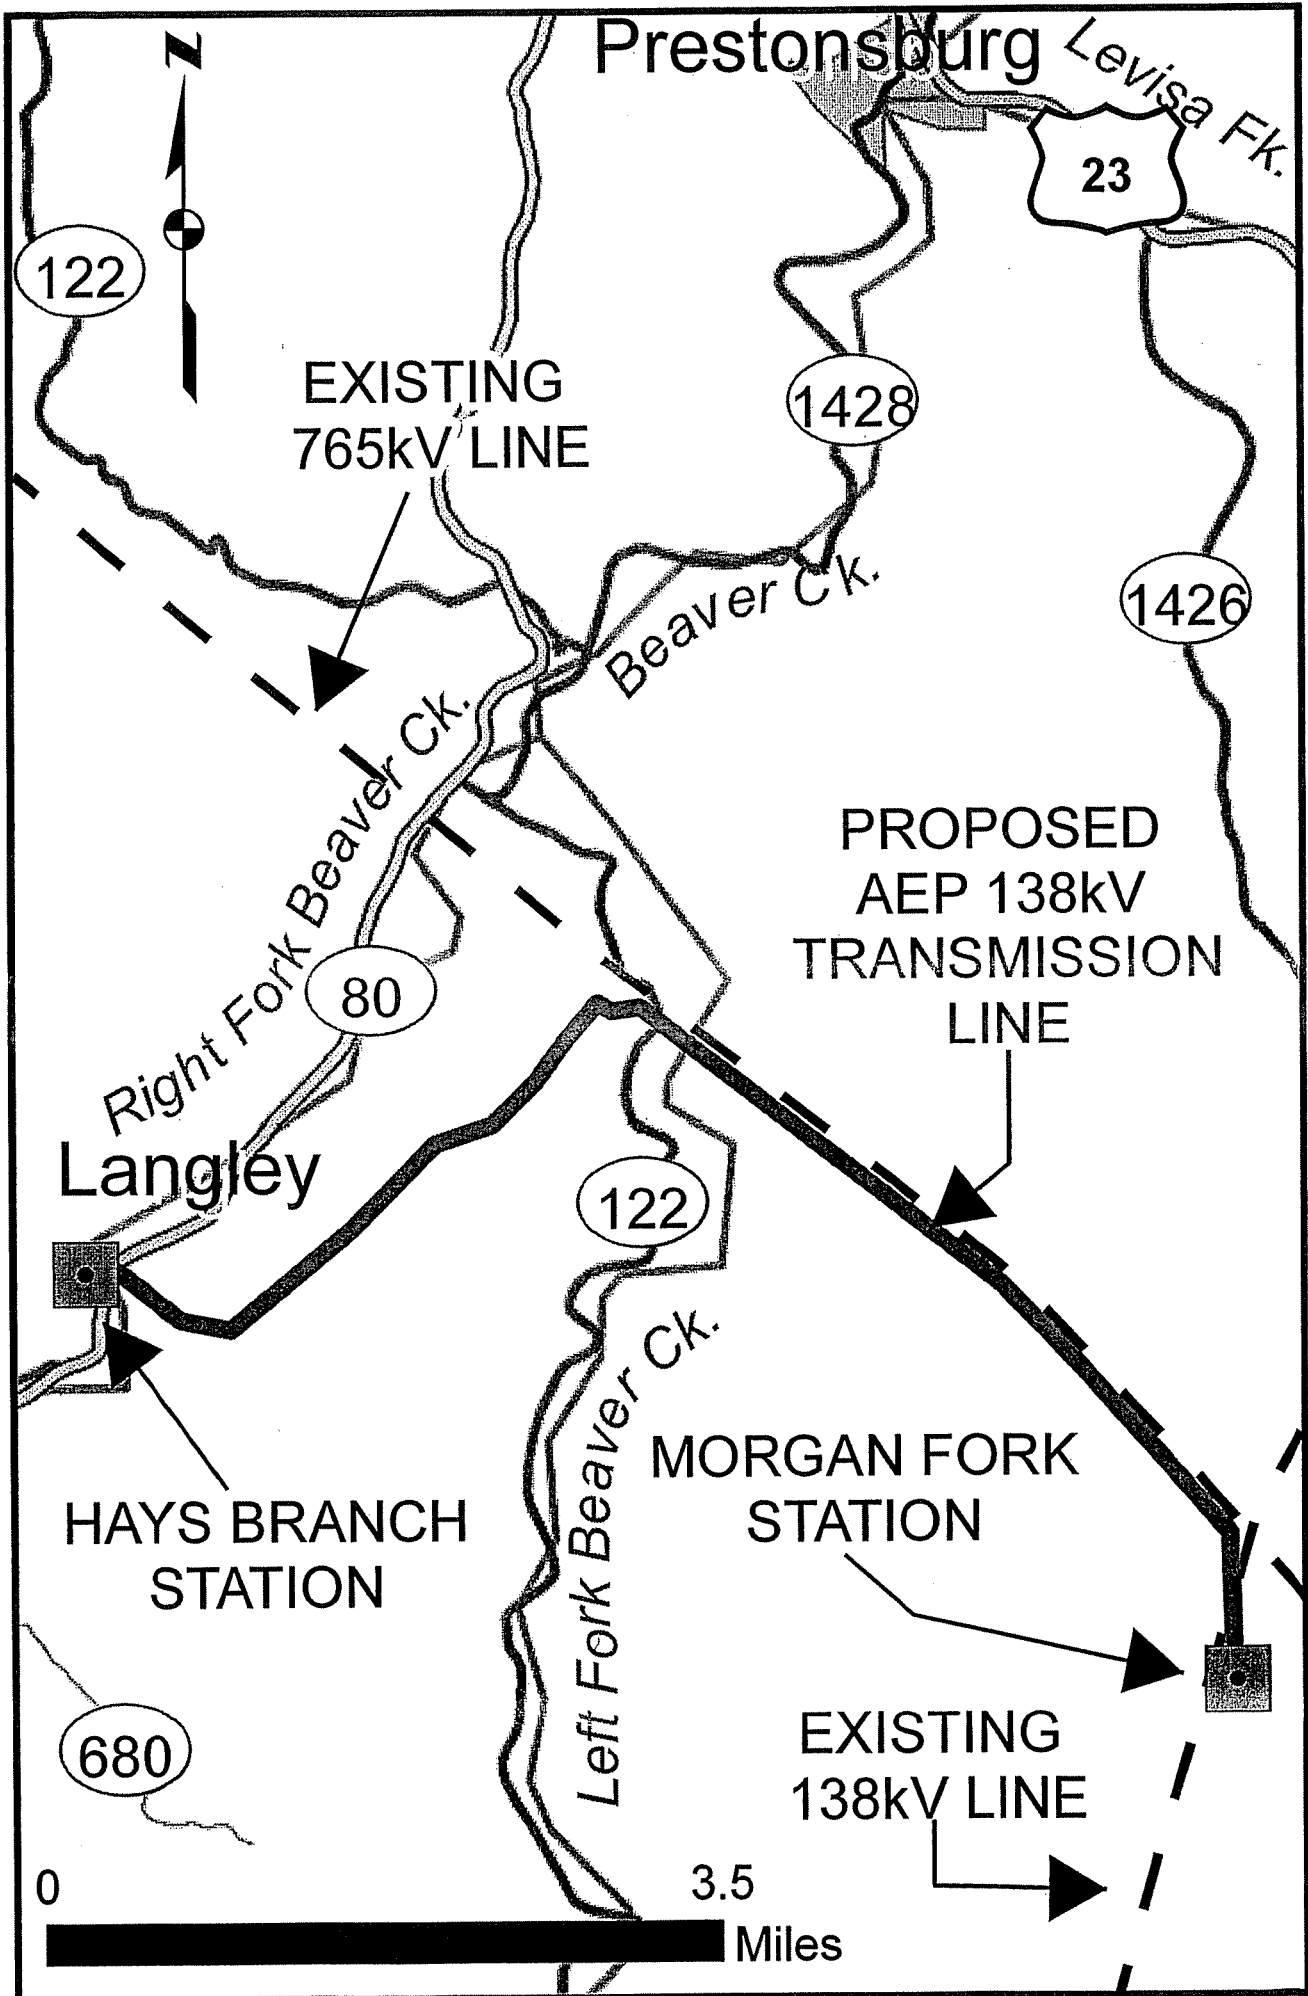 Prestonsburg
Levisa Fk.
N
23
122
EXISTING
765kV LINE
1428
Beaver Ck.
1426
Right Fork Beaver Ck.
PROPOSED
AEP 138kV
TRANSMISSION
LINE
80
Langley
122
Left Fork Beaver Ck.
MORGAN FORK
STATION
HAYS BRANCH
STATION
680
EXISTING
138kV LINE
0
3.5
Miles